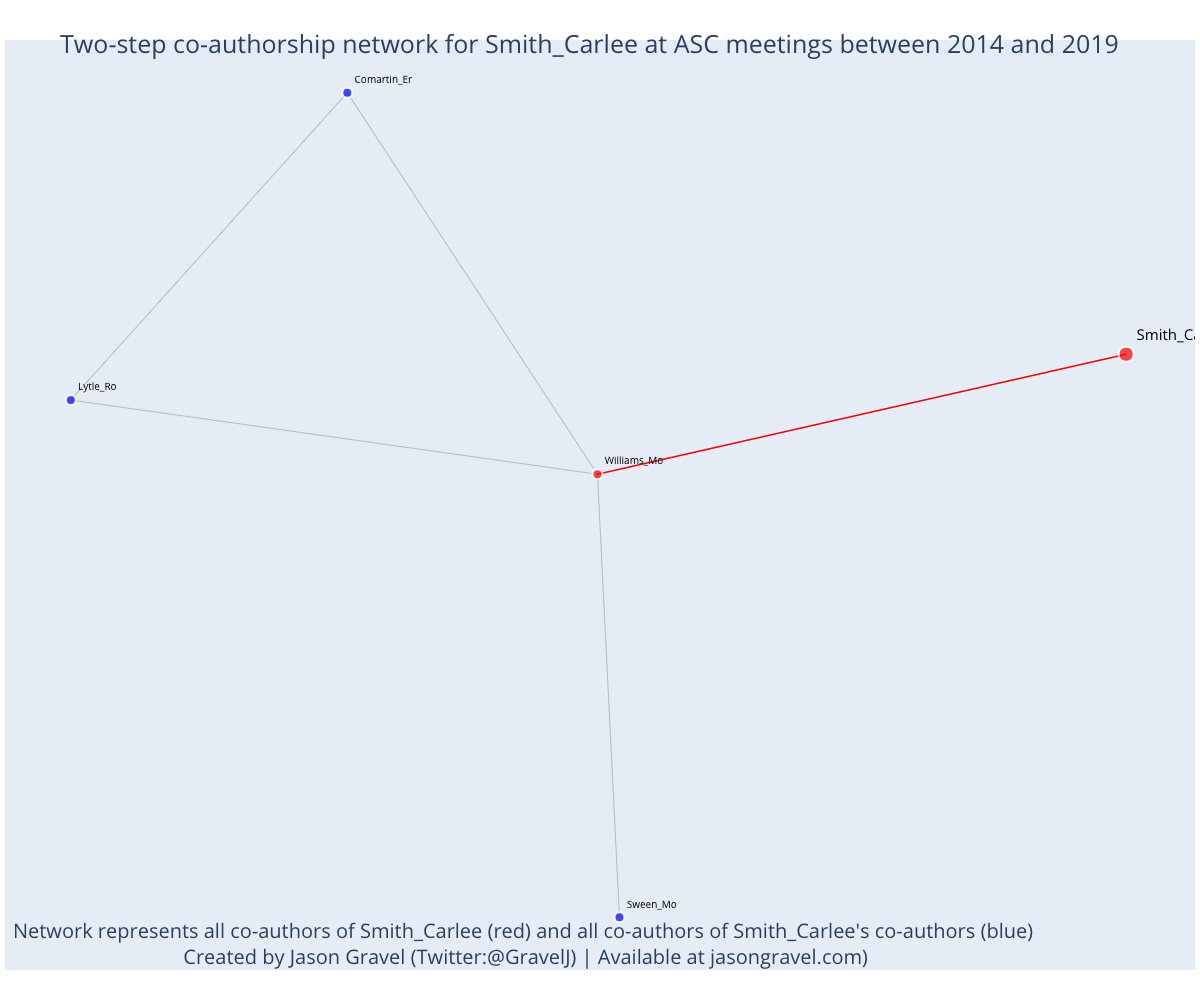 Two-step co-authorship network for Smith_Carlee at ASC meetings between 2014 and 2019
Comartin_Er
Smith_Ca
Lytle_Ro
Williams_Mo
Sween_Mo
Network represents all co-authors of Smith_Carlee (red) and all co-authors of Smith_Carlee's co-authors (blue)
Created by Jason Gravel (Twitter:@GravelJ) | Available at jasongravel.com)